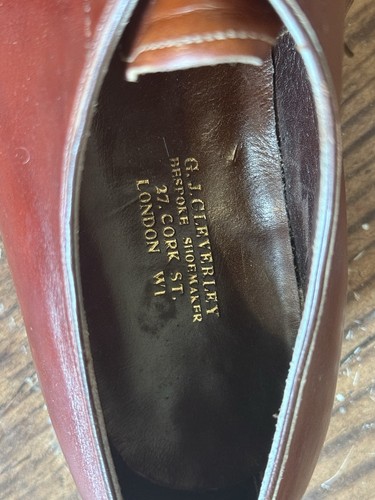 G. J. CLEVERLEY
BESPOKE SHOEMAKER
27, CORK ST.
LONDON W1